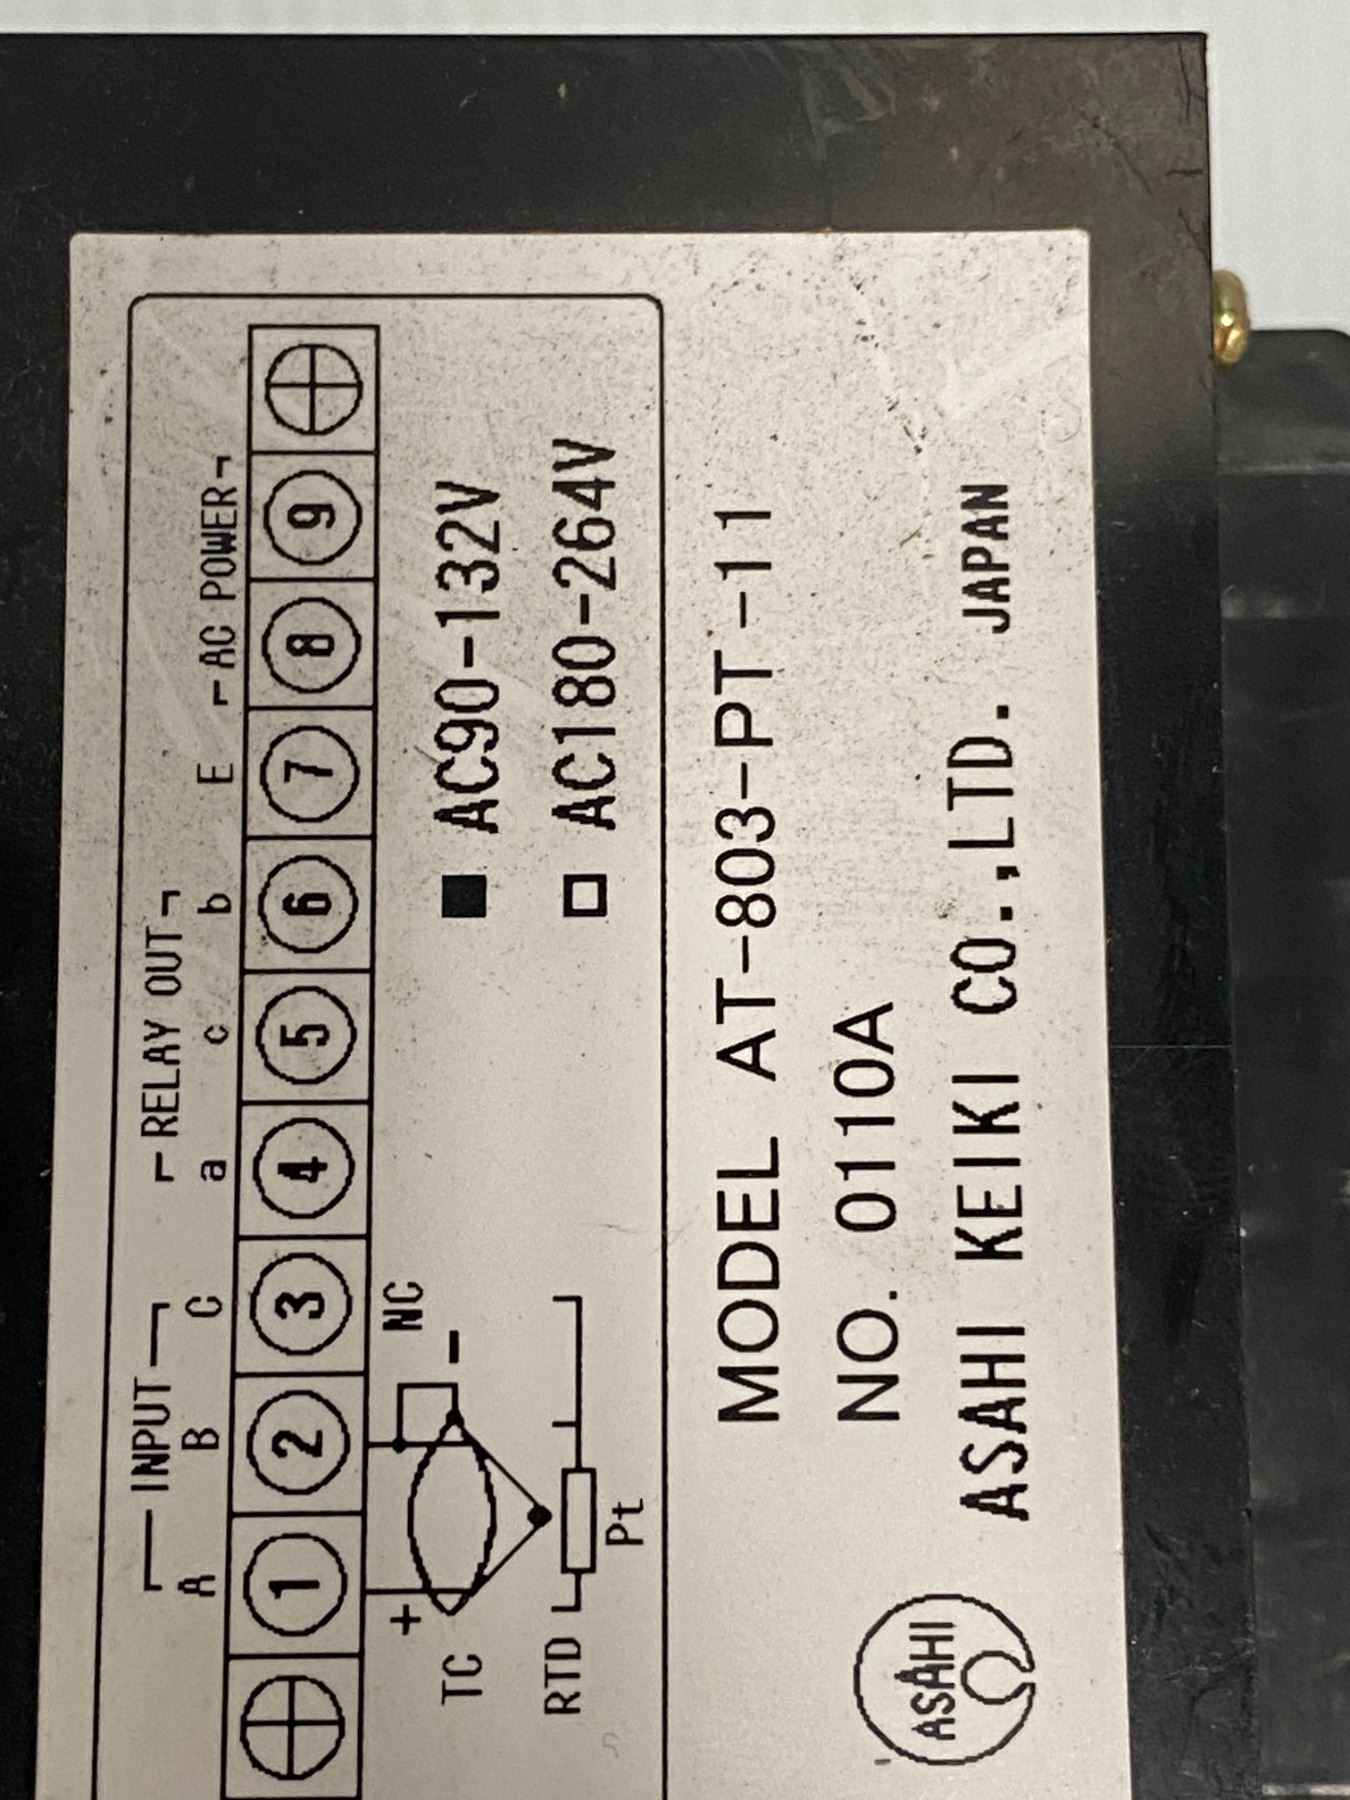 ┌─ RELAY OUT ─┐
┌─ INPUT ─┐
A B C a c b E ┌─ AC POWER ─┐
1 2 3 4 5 6 7 8 9
+ NC
TC −
■ AC90-132V
RTD
□ AC180-264V
Pt
MODEL AT-803-PT-11
NO. 0110A
ASAHI
ASAHI KEIKI CO.,LTD. JAPAN